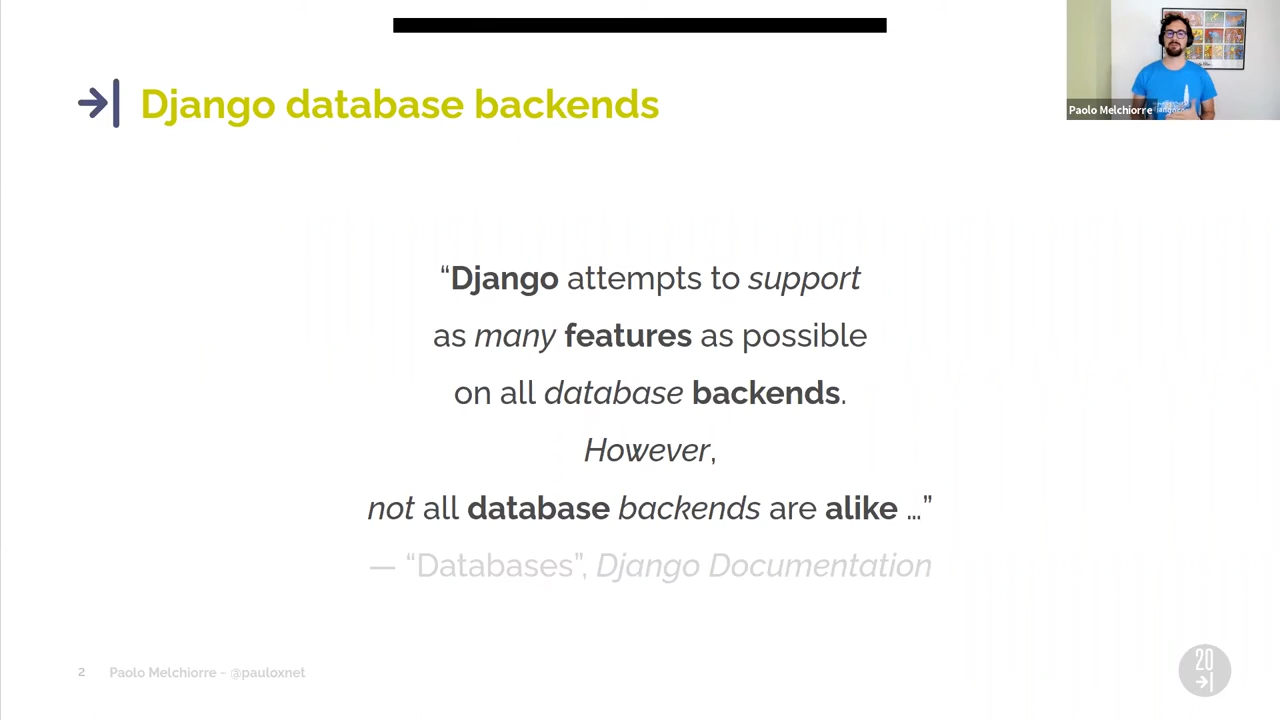 Django database backends
Paolo Melchiorre
“Django attempts to support
as many features as possible
on all database backends.
However,
not all database backends are alike …”
— “Databases”, Django Documentation
2 Paolo Melchiorre ~ @pauloxnet
20